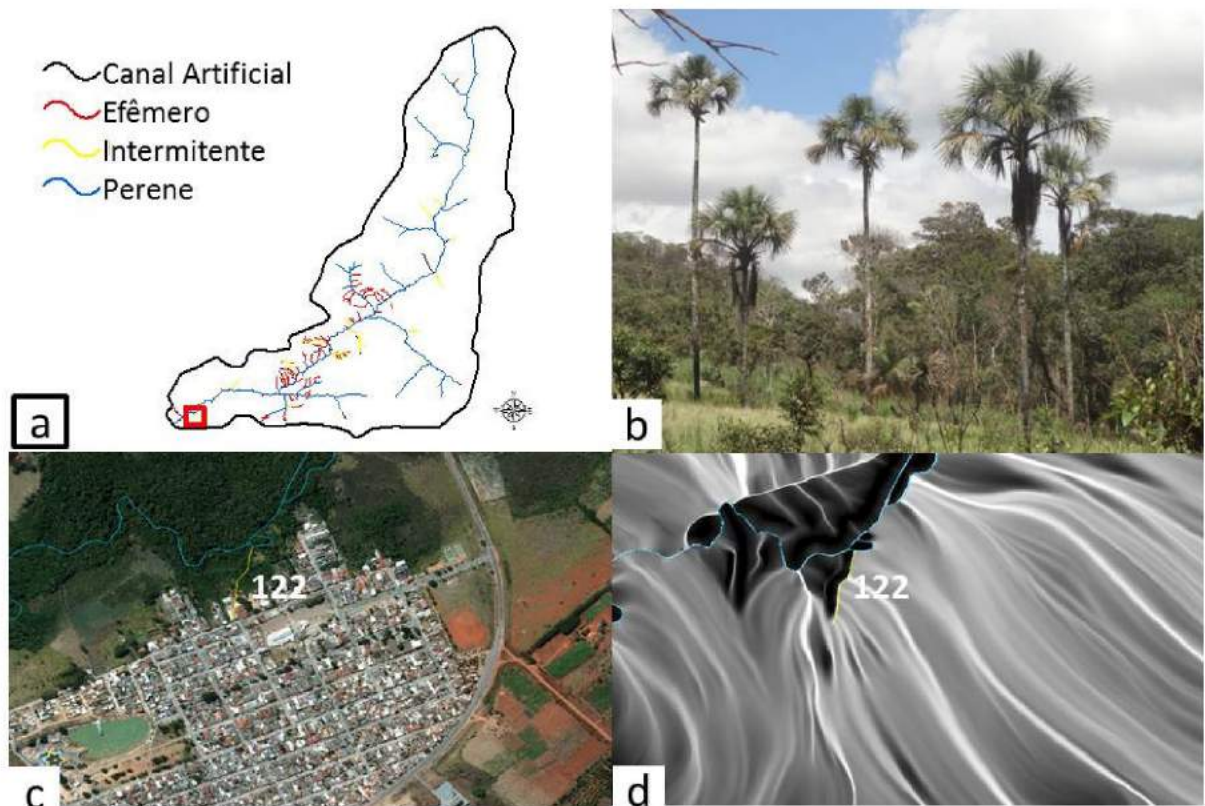 Canal Artificial
Efêmero
Intermitente
Perene
a
b
122
c
122
d